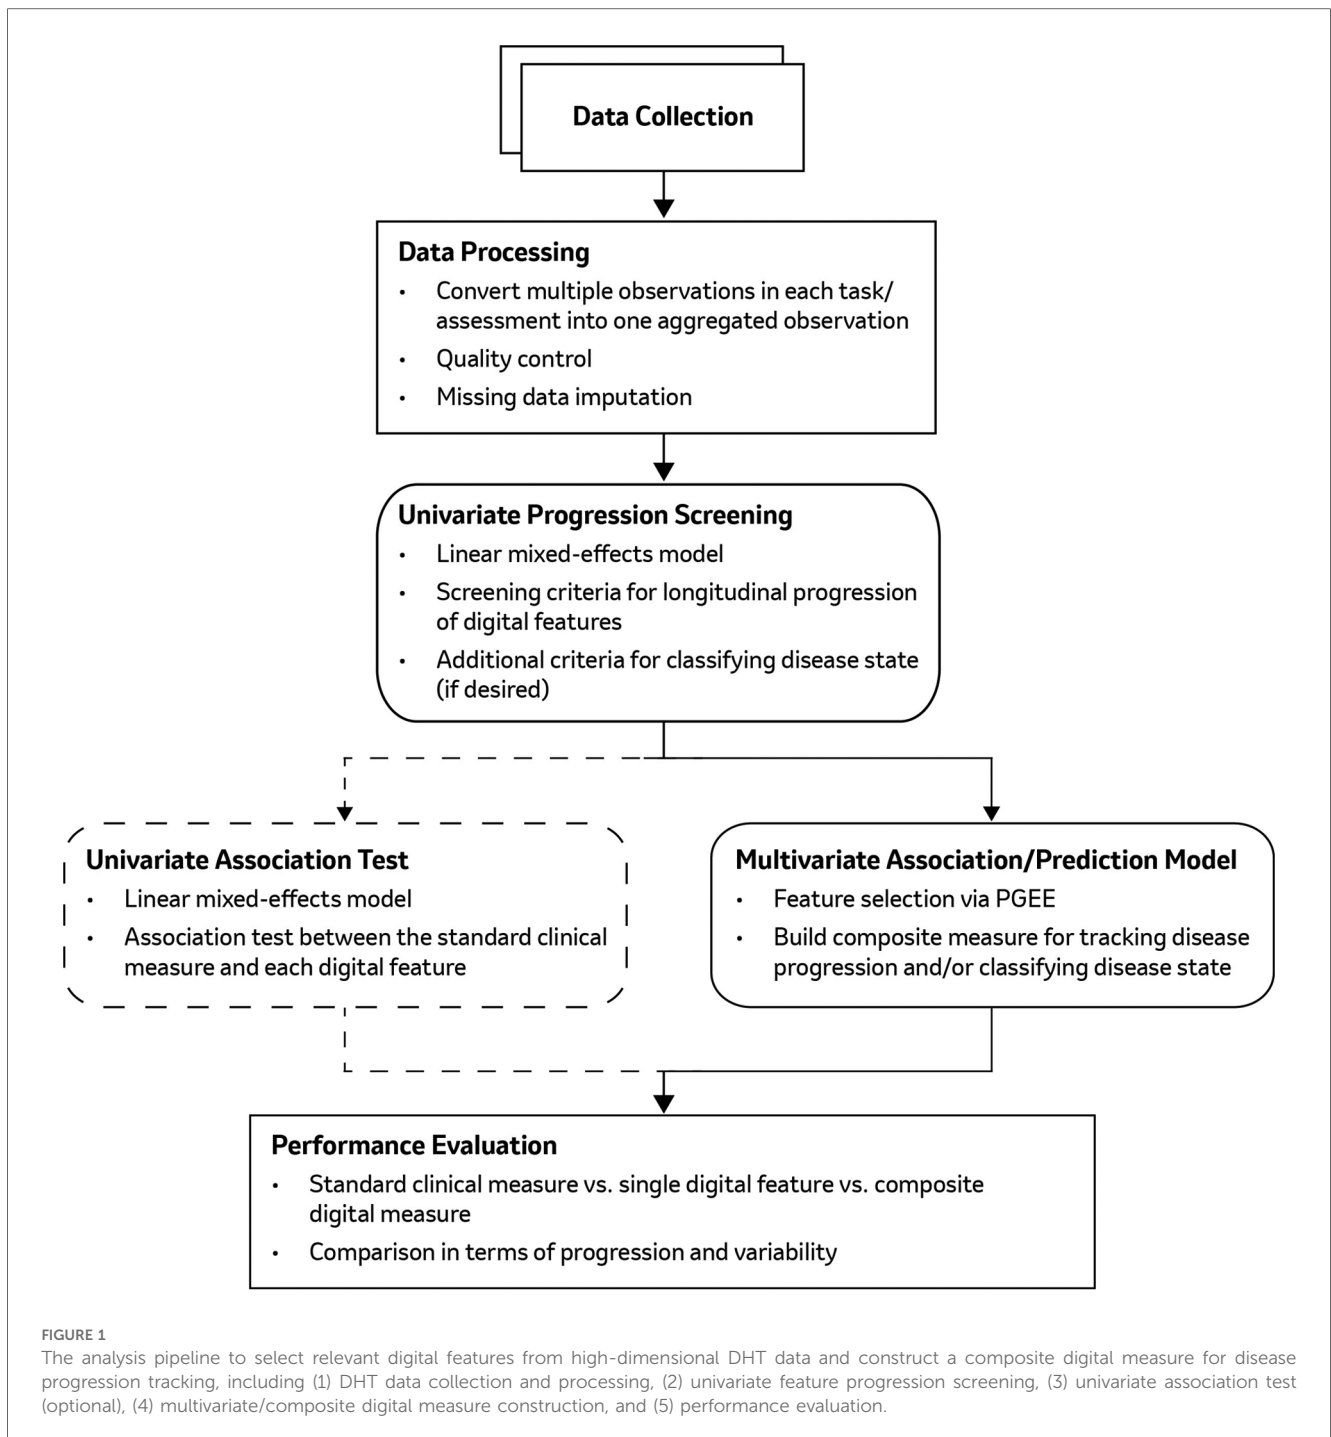 Data Collection
Data Processing
• Convert multiple observations in each task/
assessment into one aggregated observation
• Quality control
• Missing data imputation
Univariate Progression Screening
• Linear mixed-effects model
• Screening criteria for longitudinal progression
of digital features
• Additional criteria for classifying disease state
(if desired)
Univariate Association Test
• Linear mixed-effects model
• Association test between the standard clinical
measure and each digital feature
Multivariate Association/Prediction Model
• Feature selection via PGEE
• Build composite measure for tracking disease
progression and/or classifying disease state
Performance Evaluation
• Standard clinical measure vs. single digital feature vs. composite
digital measure
• Comparison in terms of progression and variability
FIGURE 1
The analysis pipeline to select relevant digital features from high-dimensional DHT data and construct a composite digital measure for disease
progression tracking, including (1) DHT data collection and processing, (2) univariate feature progression screening, (3) univariate association test
(optional), (4) multivariate/composite digital measure construction, and (5) performance evaluation.